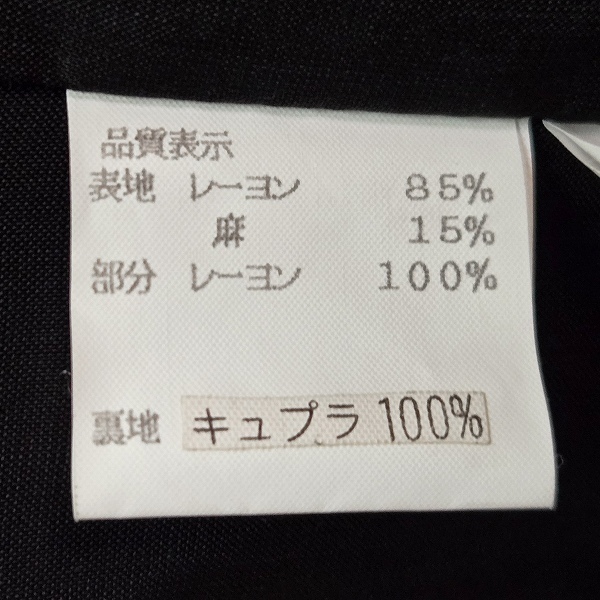 品質表示
表地 レーヨン 85%
麻 15%
部分 レーヨン 100%
裏地 キュプラ 100%